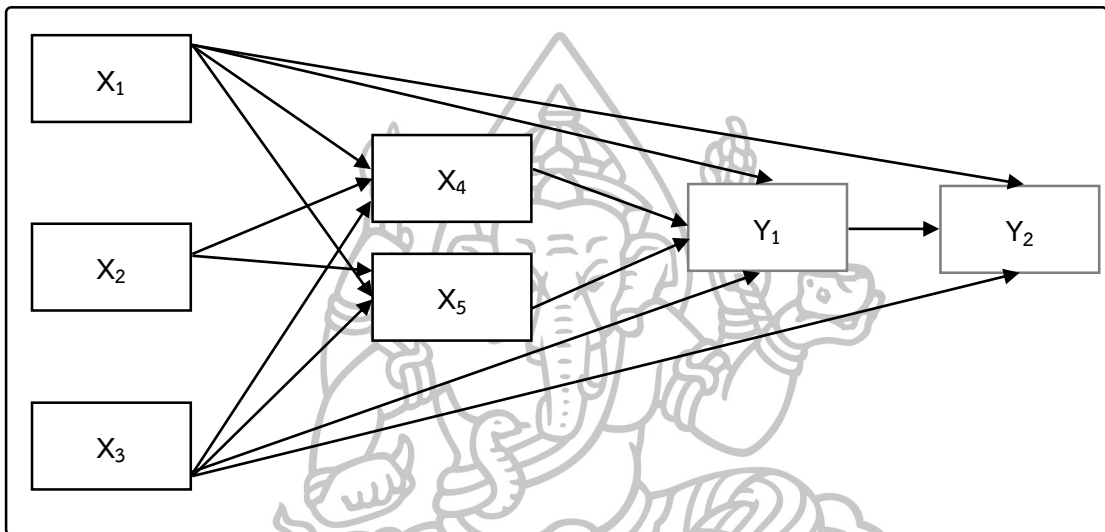 X₁
X₂
X₃
X₄
X₅
Y₁
Y₂